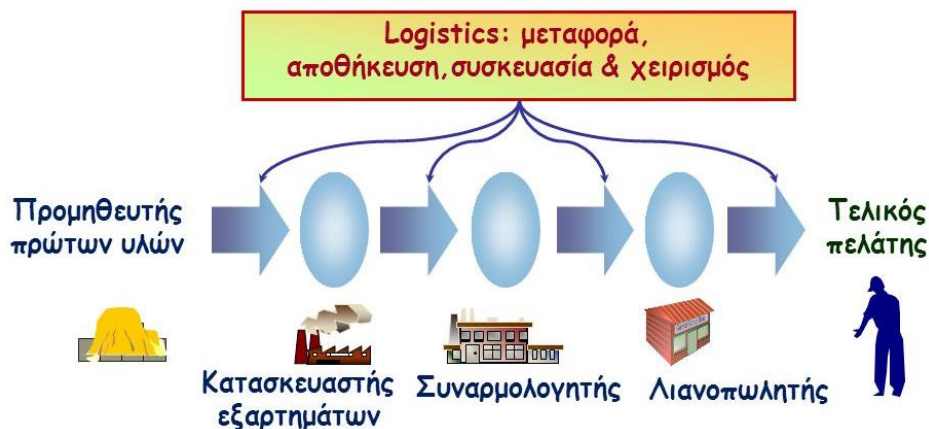 Logistics: μεταφορά,
αποθήκευση, συσκευασία & χειρισμός
Προμηθευτής
πρώτων υλών
Τελικός
πελάτης
Κατασκευαστής
εξαρτημάτων
Συναρμολογητής
Λιανοπωλητής